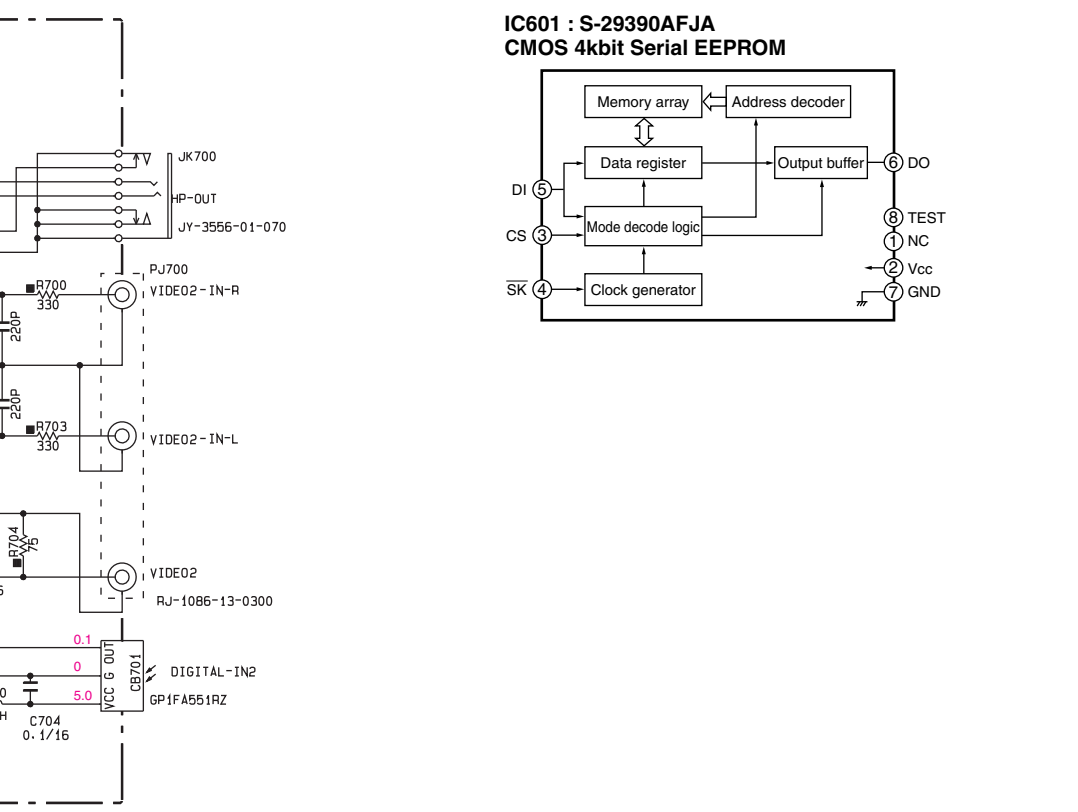 IC601 : S-29390AFJA
CMOS 4kbit Serial EEPROM
Memory array
Address decoder
Data register
Output buffer
6 DO
DI 5
8 TEST
Mode decode logic
CS 3
1 NC
2 Vcc
SK 4
Clock generator
7 GND
JK700
HP-OUT
JY-3556-01-070
PJ700
R700
330
VIDEO2-IN-R
220P
220P
R703
330
VIDEO2-IN-L
R704
75
VIDEO2
RJ-1086-13-0300
0.1
0
5.0
OUT
G
VCC
CB701
DIGITAL-IN2
GP1FA551RZ
0
H
C704
0.1/16